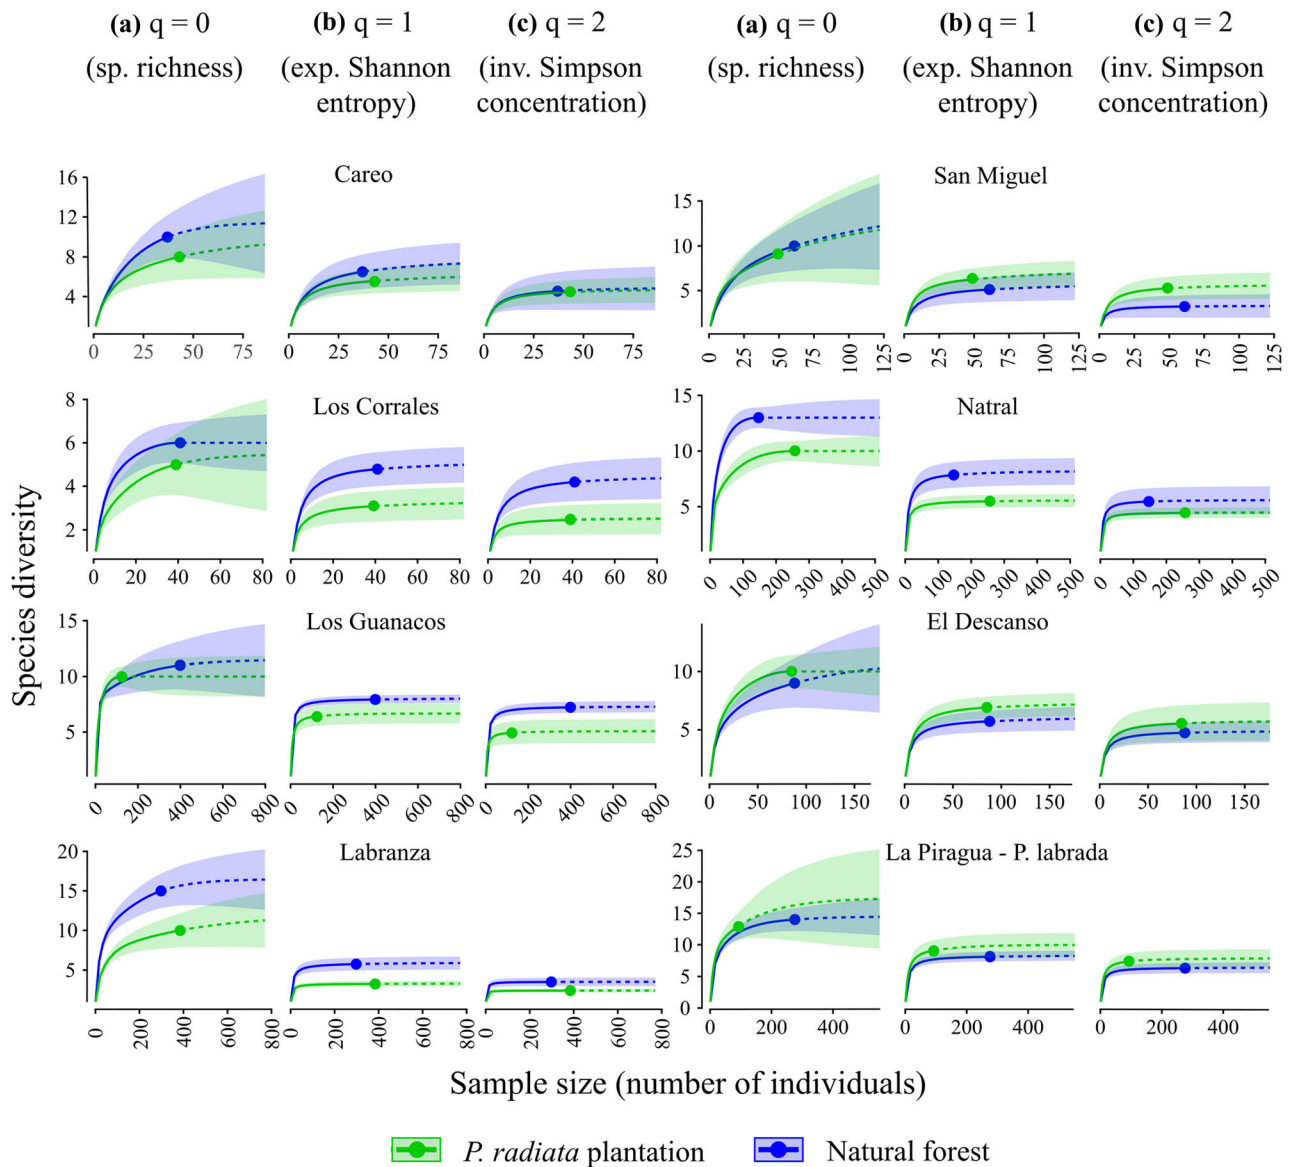 (a) q = 0 (b) q = 1 (c) q = 2 (a) q = 0 (b) q = 1 (c) q = 2
(sp. richness) (exp. Shannon (inv. Simpson (sp. richness) (exp. Shannon (inv. Simpson
entropy) concentration) entropy) concentration)
Careo
16
12
8
4
0 25 50 75 0 25 50 75 0 25 50 75
San Miguel
15
10
5
0 25 50 75 100 125 0 25 50 75 100 125 0 25 50 75 100 125
Los Corrales
8
6
4
2
0 20 40 60 80 0 20 40 60 80 0 20 40 60 80
Natral
15
10
5
0 100 200 300 400 500 0 100 200 300 400 500 0 100 200 300 400 500
Species diversity
Los Guanacos
15
10
5
0 200 400 600 800 0 200 400 600 800 0 200 400 600 800
El Descanso
10
5
0 50 100 150 0 50 100 150 0 50 100 150
Labranza
20
15
10
5
0 200 400 600 800 0 200 400 600 800 0 200 400 600 800
La Piragua - P. labrada
25
20
15
10
5
0
0 200 400 0 200 400 0 200 400
Sample size (number of individuals)
P. radiata plantation Natural forest